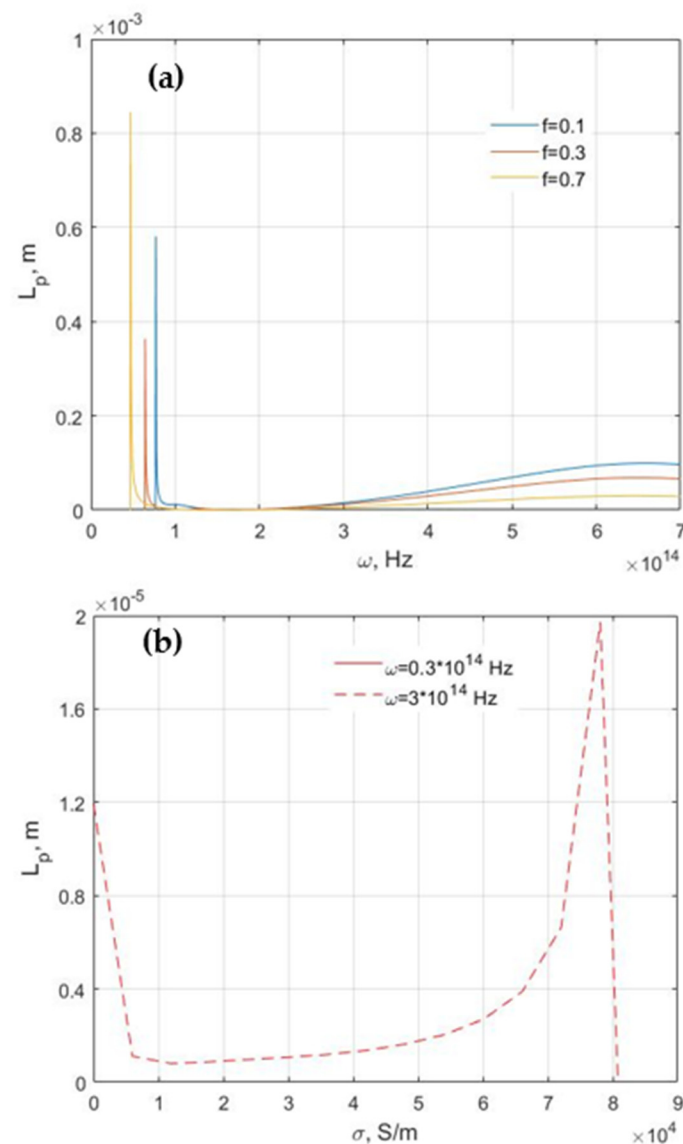 ×10-3
1
(a)
f=0.1
f=0.3
f=0.7
0.8
0.6
0.4
0.2
0
Lp, m
0 1 2 3 4 5 6 7
ω, Hz
×1014
×10-5
2
(b)
ω=0.3*1014 Hz
ω=3*1014 Hz
1.6
1.2
0.8
0.4
0
Lp, m
0 1 2 3 4 5 6 7 8 9
σ, S/m
×104